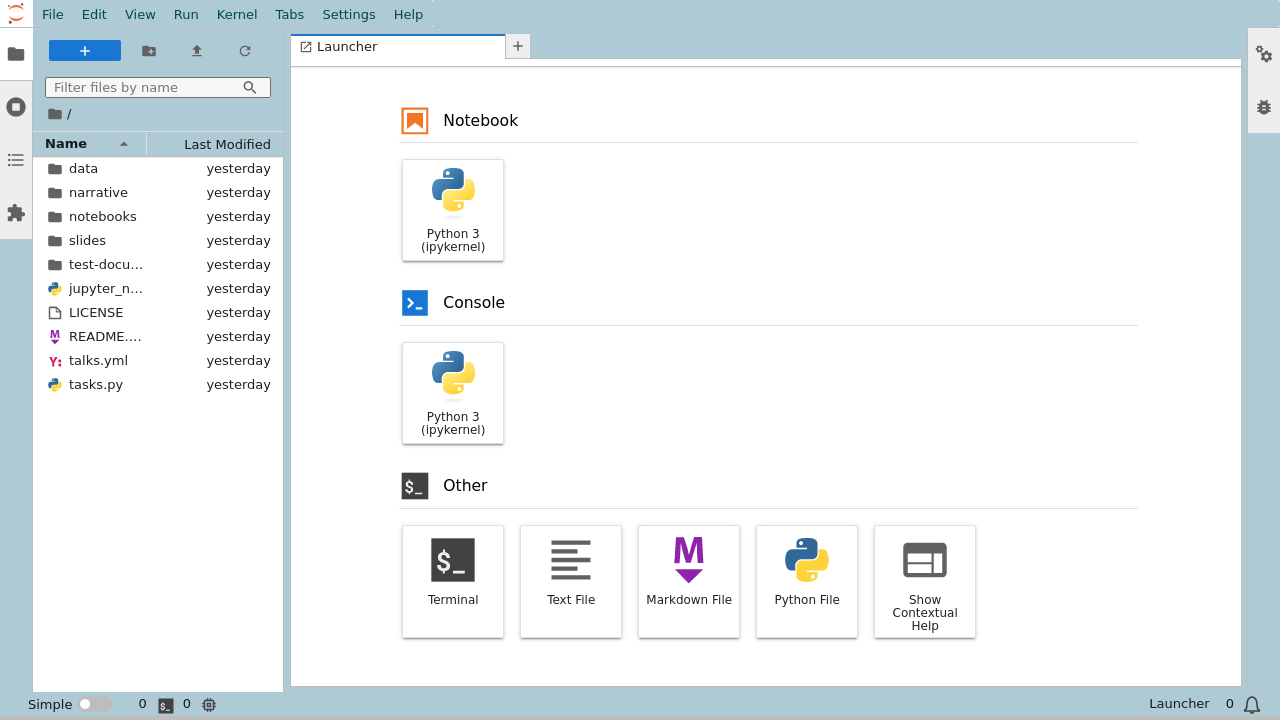 File Edit View Run Kernel Tabs Settings Help
Launcher
Filter files by name
/
Name Last Modified
data yesterday
narrative yesterday
notebooks yesterday
slides yesterday
test-docu… yesterday
jupyter_n… yesterday
LICENSE yesterday
README.… yesterday
talks.yml yesterday
tasks.py yesterday
Notebook
Python 3
(ipykernel)
Console
Python 3
(ipykernel)
$_ Other
$_
Terminal
Text File
M
Markdown File
Python File
Show
Contextual
Help
Simple 0 $_ 0 Launcher 0